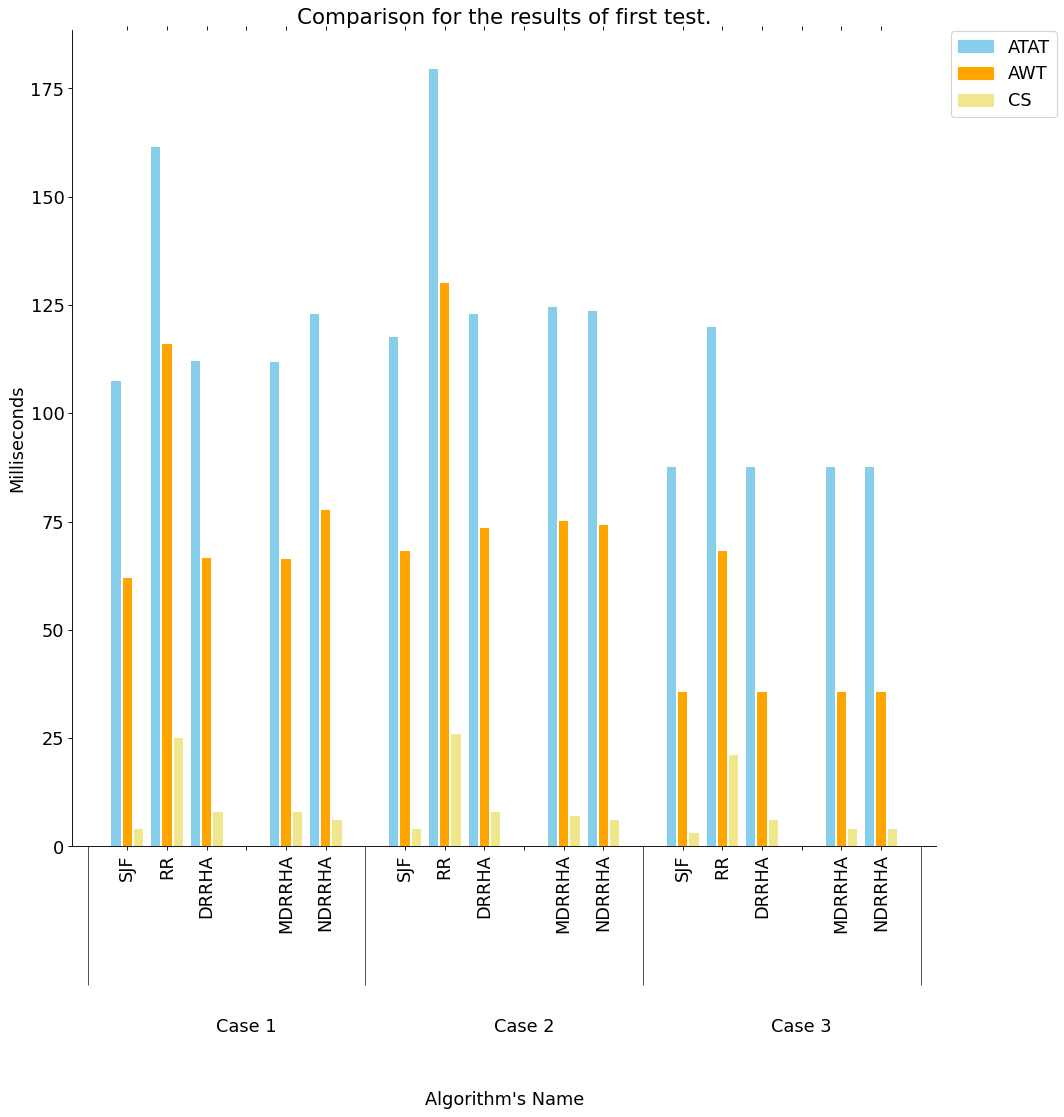 Comparison for the results of first test.
ATAT
AWT
CS
175
150
125
100
75
50
25
0
Milliseconds
SJF
RR
DRRHA
MDRRHA
NDRRHA
SJF
RR
DRRHA
MDRRHA
NDRRHA
SJF
RR
DRRHA
MDRRHA
NDRRHA
Case 1
Case 2
Case 3
Algorithm's Name